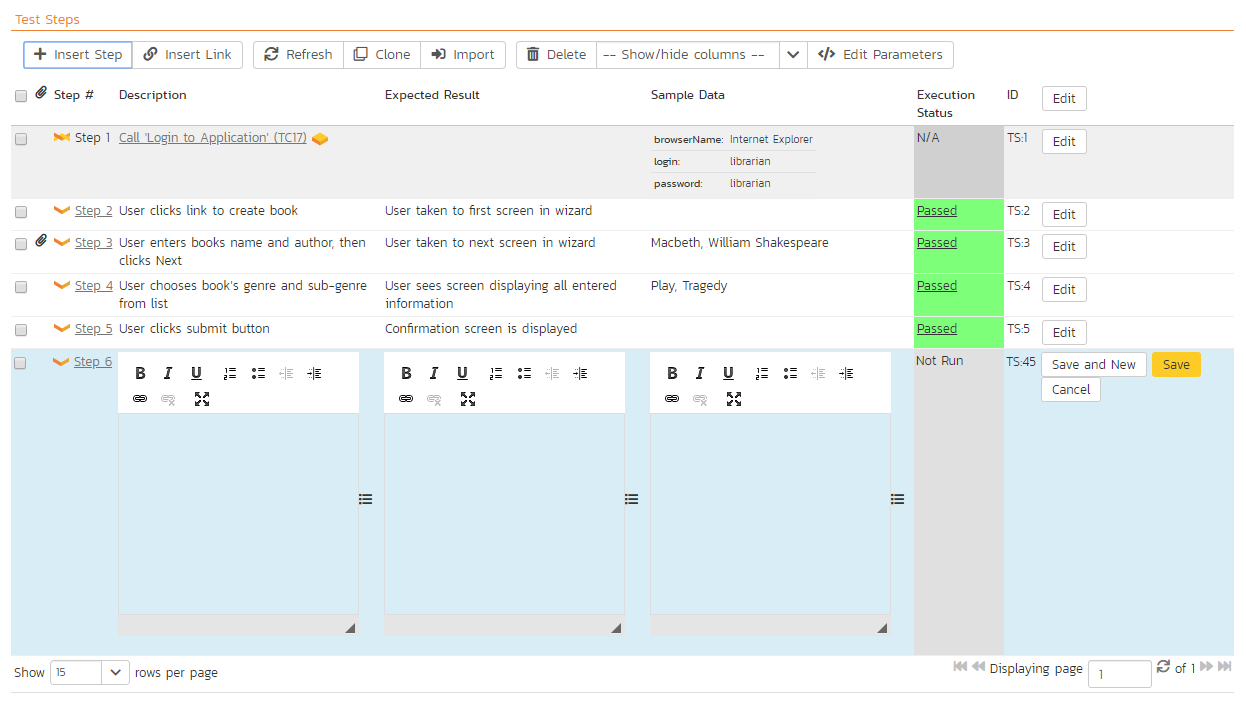 Test Steps
Insert Step Insert Link Refresh Clone Import Delete -- Show/hide columns -- Edit Parameters
Step # Description Expected Result Sample Data Execution Status ID Edit
Step 1 Call 'Login to Application' (TC17) browserName: Internet Explorer N/A TS:1 Edit
login: librarian
password: librarian
Step 2 User clicks link to create book User taken to first screen in wizard Passed TS:2 Edit
Step 3 User enters books name and author, then User taken to next screen in wizard Macbeth, William Shakespeare Passed TS:3 Edit
clicks Next
Step 4 User chooses book's genre and sub-genre User sees screen displaying all entered Play, Tragedy Passed TS:4 Edit
from list information
Step 5 User clicks submit button Confirmation screen is displayed Passed TS:5 Edit
Step 6 Not Run TS:45 Save and New Save
B I U B I U B I U
Cancel
Show 15 rows per page Displaying page 1 of 1